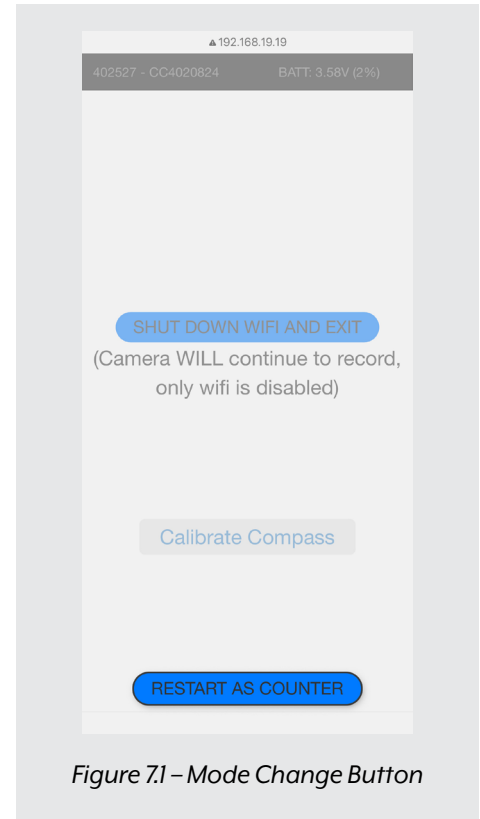 192.168.19.19
402527 - CC4020824 BATT: 3.58V (2%)
SHUT DOWN WIFI AND EXIT
(Camera WILL continue to record,
only wifi is disabled)
Calibrate Compass
RESTART AS COUNTER
Figure 7.1 – Mode Change Button